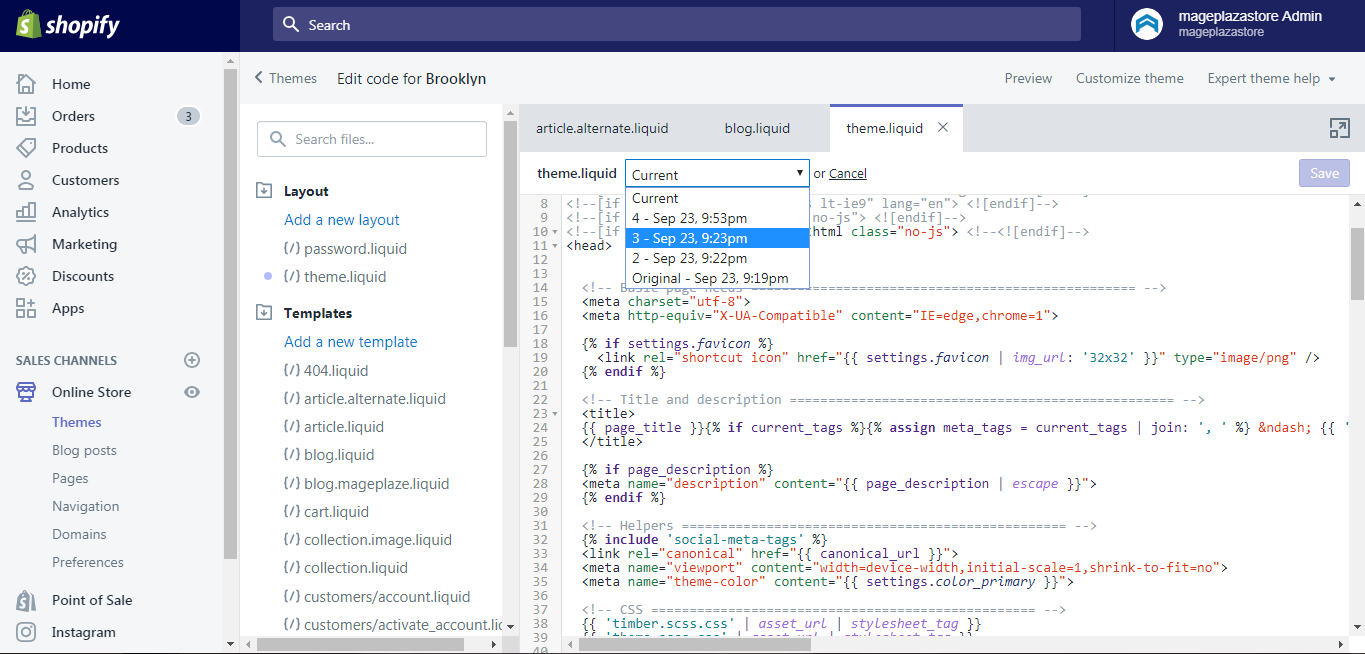 shopify
Search
mageplazastore Admin
mageplazastore
Home
Orders
3
Products
Customers
Analytics
Marketing
Discounts
Apps
SALES CHANNELS
Online Store
Themes
Blog posts
Pages
Navigation
Domains
Preferences
Point of Sale
Instagram
Themes
Edit code for Brooklyn
Preview
Customize theme
Expert theme help
Search files...
Layout
Add a new layout
{/} password.liquid
{/} theme.liquid
Templates
Add a new template
{/} 404.liquid
{/} article.alternate.liquid
{/} article.liquid
{/} blog.liquid
{/} blog.mageplaze.liquid
{/} cart.liquid
{/} collection.image.liquid
{/} collection.liquid
{/} customers/account.liquid
{/} customers/activate_account.lic
article.alternate.liquid
blog.liquid
theme.liquid
theme.liquid
Current
or Cancel
Save
Current
4 - Sep 23, 9:53pm
3 - Sep 23, 9:23pm
2 - Sep 23, 9:22pm
Original - Sep 23, 9:19pm
8 <!--[if s lt-ie9" lang="en"> <![endif]-->
9 <!--[if no-js"> <![endif]-->
10 <!--[if html class="no-js"> <!--<![endif]-->
11 <head>
12
13
14 <!-- Basic page needs ================================================== -->
15 <meta charset="utf-8">
16 <meta http-equiv="X-UA-Compatible" content="IE=edge,chrome=1">
17
18 {% if settings.favicon %}
19 <link rel="shortcut icon" href="{{ settings.favicon | img_url: '32x32' }}" type="image/png" />
20 {% endif %}
21
22 <!-- Title and description ================================================== -->
23 <title>
24 {{ page_title }}{% if current_tags %}{% assign meta_tags = current_tags | join: ', ' %} &ndash; {{ '
25 </title>
26
27 {% if page_description %}
28 <meta name="description" content="{{ page_description | escape }}">
29 {% endif %}
30
31 <!-- Helpers ================================================== -->
32 {% include 'social-meta-tags' %}
33 <link rel="canonical" href="{{ canonical_url }}">
34 <meta name="viewport" content="width=device-width,initial-scale=1,shrink-to-fit=no">
35 <meta name="theme-color" content="{{ settings.color_primary }}">
36
37 <!-- CSS ================================================== -->
38 {{ 'timber.scss.css' | asset_url | stylesheet_tag }}
39 {{ 'theme.scss.css' | asset_url | stylesheet_tag }}
40